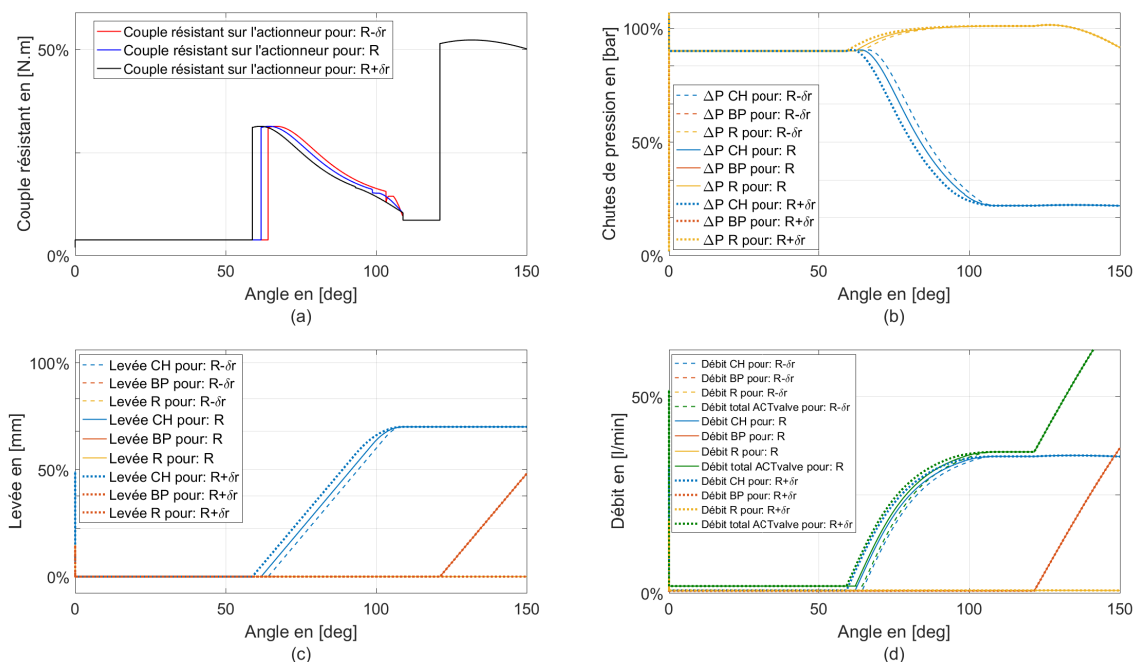 Couple résistant en [N.m]
50%
0%
Couple résistant sur l'actionneur pour: R-δr
Couple résistant sur l'actionneur pour: R
Couple résistant sur l'actionneur pour: R+δr
0
50
100
150
Angle en [deg]
(a)
Chutes de pression en [bar]
100%
50%
0%
ΔP CH pour: R-δr
ΔP BP pour: R-δr
ΔP R pour: R-δr
ΔP CH pour: R
ΔP BP pour: R
ΔP R pour: R
ΔP CH pour: R+δr
ΔP BP pour: R+δr
ΔP R pour: R+δr
0
50
100
150
Angle en [deg]
(b)
Levée en [mm]
100%
50%
0%
Levée CH pour: R-δr
Levée BP pour: R-δr
Levée R pour: R-δr
Levée CH pour: R
Levée BP pour: R
Levée R pour: R
Levée CH pour: R+δr
Levée BP pour: R+δr
Levée R pour: R+δr
0
50
100
150
Angle en [deg]
(c)
Débit en [l/min]
50%
0%
Débit CH pour: R-δr
Débit BP pour: R-δr
Débit R pour: R-δr
Débit total ACTvalve pour: R-δr
Débit CH pour: R
Débit BP pour: R
Débit R pour: R
Débit total ACTvalve pour: R
Débit CH pour: R+δr
Débit BP pour: R+δr
Débit R pour: R+δr
Débit total ACTvalve pour: R+δr
0
50
100
150
Angle en [deg]
(d)